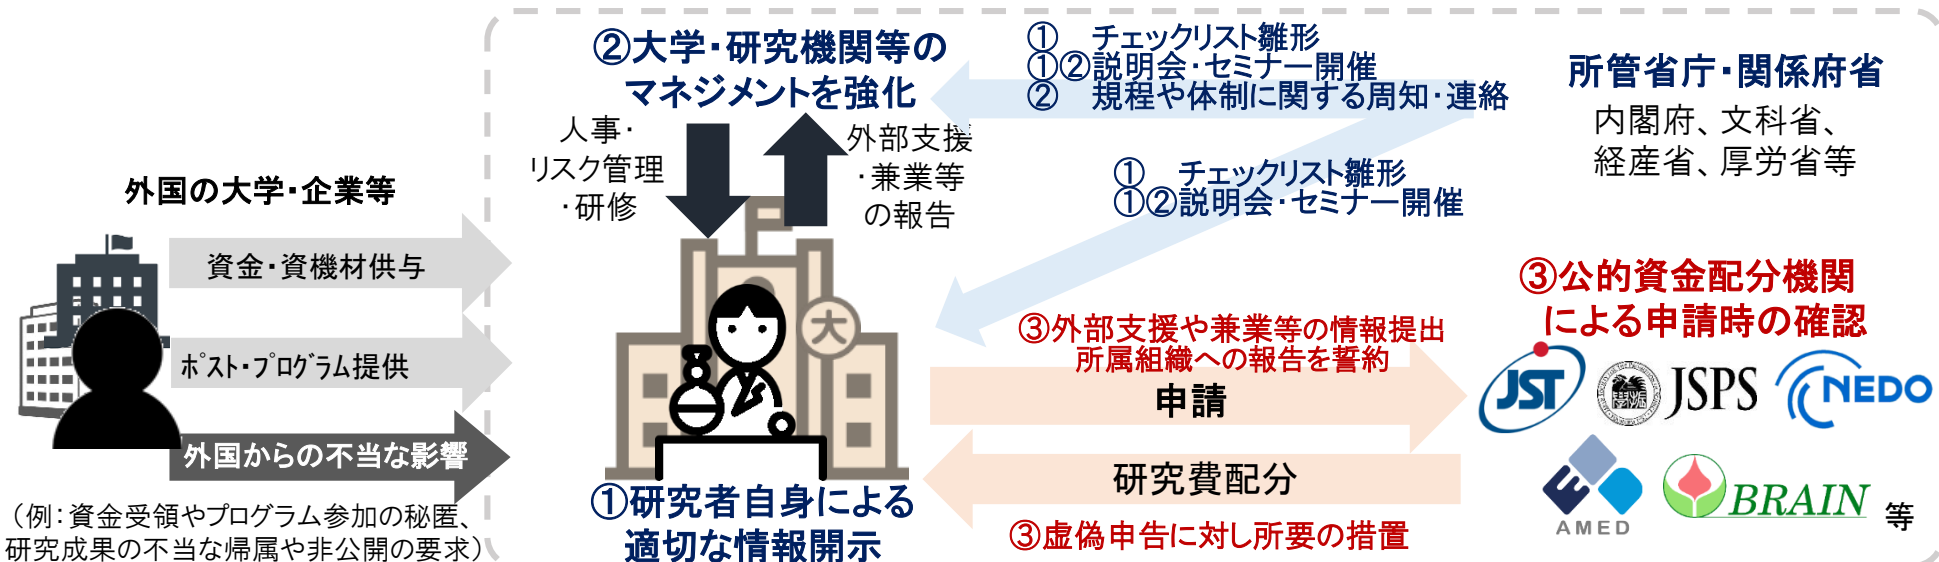 外国の大学・企業等
資金・資機材供与
ﾎﾟｽﾄ・ﾌﾟﾛｸﾞﾗﾑ提供
外国からの不当な影響
（例：資金受領やプログラム参加の秘匿、
研究成果の不当な帰属や非公開の要求）
②大学・研究機関等の
マネジメントを強化
人事・
リスク管理
・研修
外部支援
・兼業等
の報告
大
①研究者自身による
適切な情報開示
①　チェックリスト雛形
①②説明会・セミナー開催
②　規程や体制に関する周知・連絡
①　チェックリスト雛形
①②説明会・セミナー開催
所管省庁・関係府省
内閣府、文科省、
経産省、厚労省等
③外部支援や兼業等の情報提出
所属組織への報告を誓約
申請
研究費配分
③虚偽申告に対し所要の措置
③公的資金配分機関
による申請時の確認
JST
JSPS
NEDO
AMED
BRAIN
等